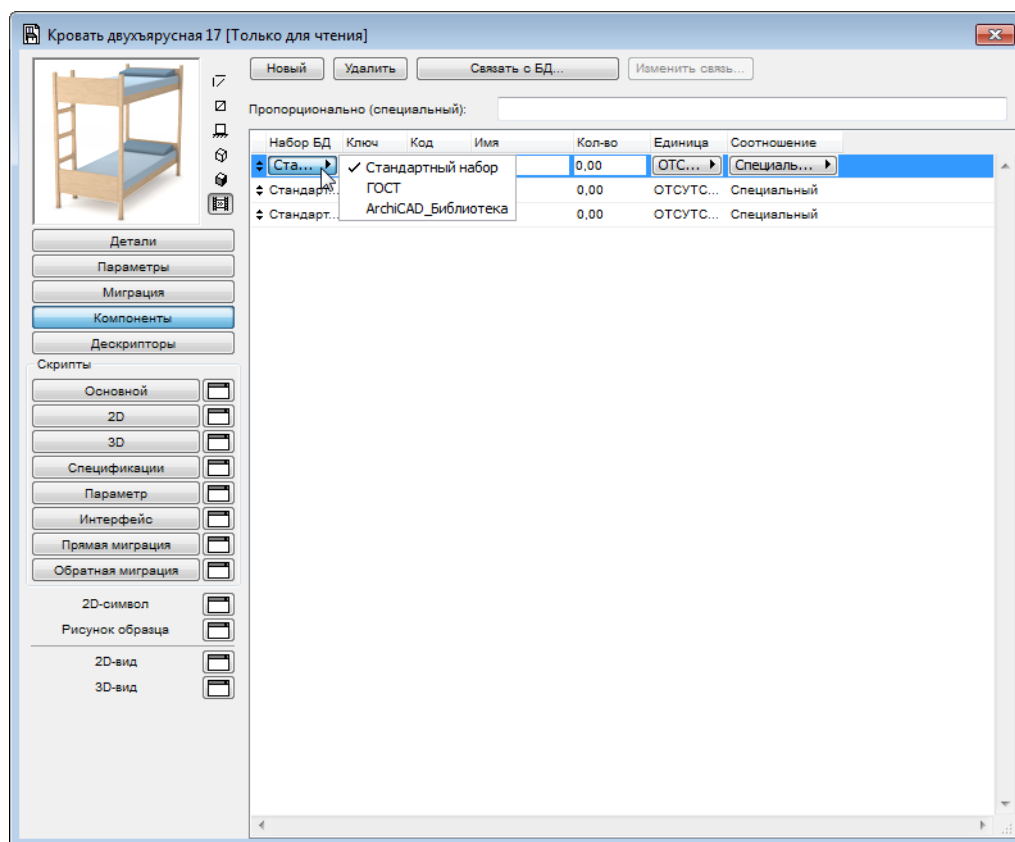 Кровать двухъярусная 17 [Только для чтения]
Новый Удалить Связать с БД... Изменить связь...
Пропорционально (специальный):
Набор БД Ключ Код Имя Кол-во Единица Соотношение
Ста... 0,00 ОТС... Специаль...
Стандарт... 0,00 ОТСУТС... Специальный
Стандарт... 0,00 ОТСУТС... Специальный
Стандартный набор
ГОСТ
ArchiCAD_Библиотека
Детали
Параметры
Миграция
Компоненты
Дескрипторы
Скрипты
Основной
2D
3D
Спецификации
Параметр
Интерфейс
Прямая миграция
Обратная миграция
2D-символ
Рисунок образца
2D-вид
3D-вид